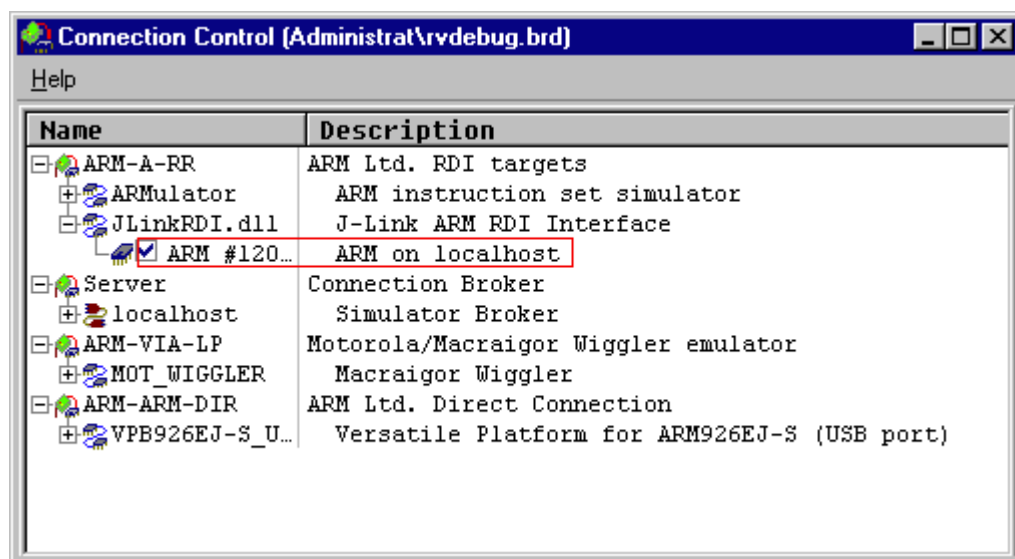 Connection Control (Administrat\rvdebug.brd)
Help
Name Description
ARM-A-RR ARM Ltd. RDI targets
ARMulator ARM instruction set simulator
JLinkRDI.dll J-Link ARM RDI Interface
ARM #120… ARM on localhost
Server Connection Broker
localhost Simulator Broker
ARM-VIA-LP Motorola/Macraigor Wiggler emulator
MOT_WIGGLER Macraigor Wiggler
ARM-ARM-DIR ARM Ltd. Direct Connection
VPB926EJ-S_U… Versatile Platform for ARM926EJ-S (USB port)